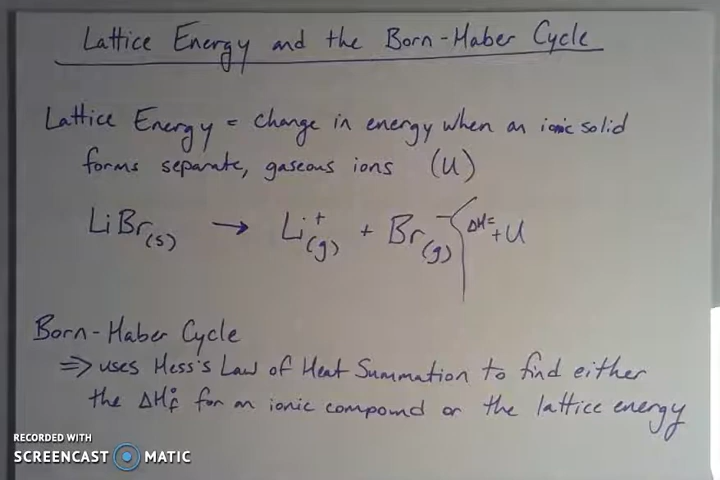 Lattice Energy and the Born-Haber Cycle
Lattice Energy = change in energy when an ionic solid
forms separate, gaseous ions (U)
LiBr(s) → Li⁺(g) + Br⁻(g) ΔH= +U
Born-Haber Cycle
⇒ uses Hess's Law of Heat Summation to find either
the ΔH°f for an ionic compound or the lattice energy
RECORDED WITH
SCREENCAST MATIC